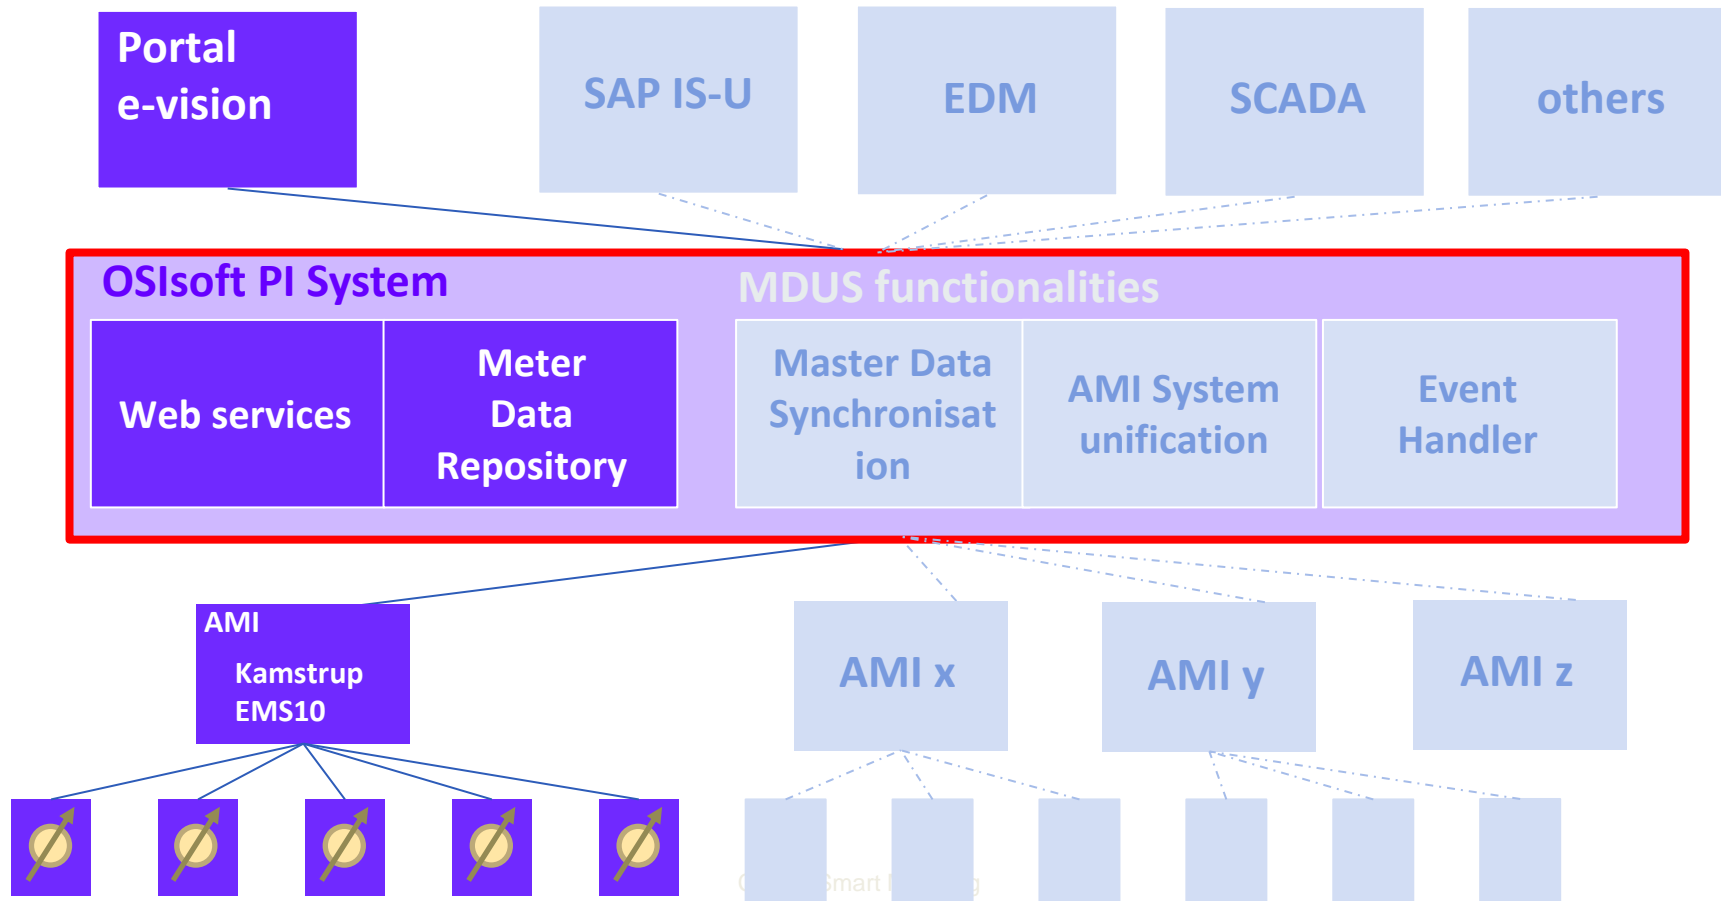 Portal
e-vision
SAP IS-U
EDM
SCADA
others
OSIsoft PI System
MDUS functionalities
Web services
Meter
Data
Repository
Master Data
Synchronisat
ion
AMI System
unification
Event
Handler
AMI
Kamstrup
EMS10
AMI x
AMI y
AMI z
Smart